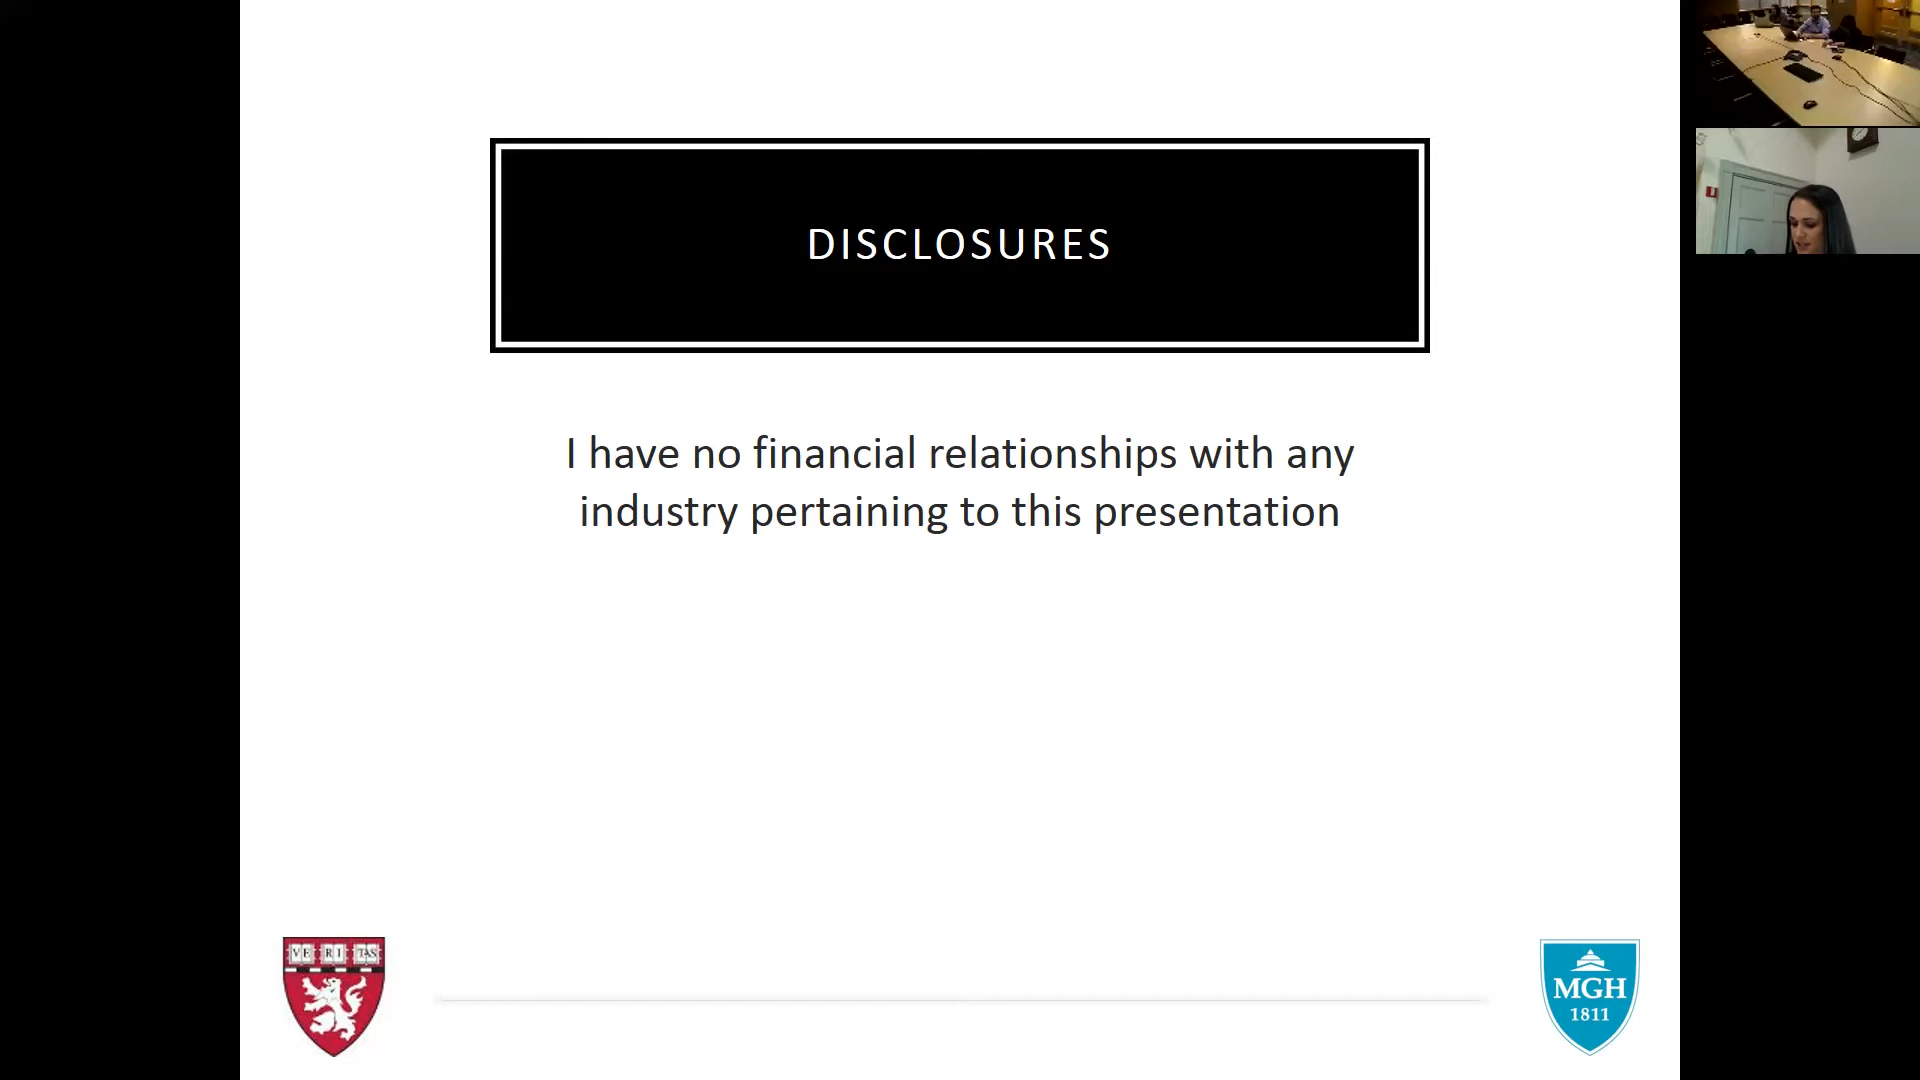 DISCLOSURES
I have no financial relationships with any
industry pertaining to this presentation
VE RI TAS
MGH
1811